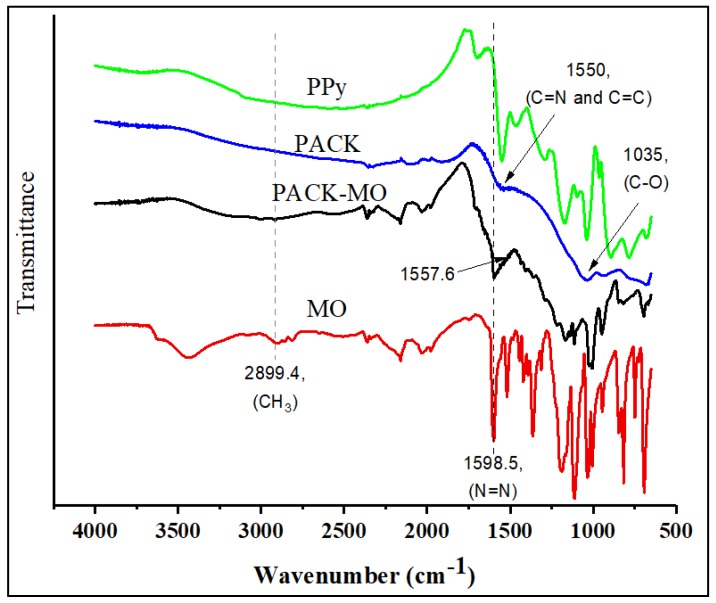 PPy
1550,
(C=N and C=C)
PACK
1035,
(C-O)
PACK-MO
1557.6
MO
2899.4,
(CH3)
1598.5,
(N=N)
Transmittance
4000 3500 3000 2500 2000 1500 1000 500
Wavenumber (cm-1)